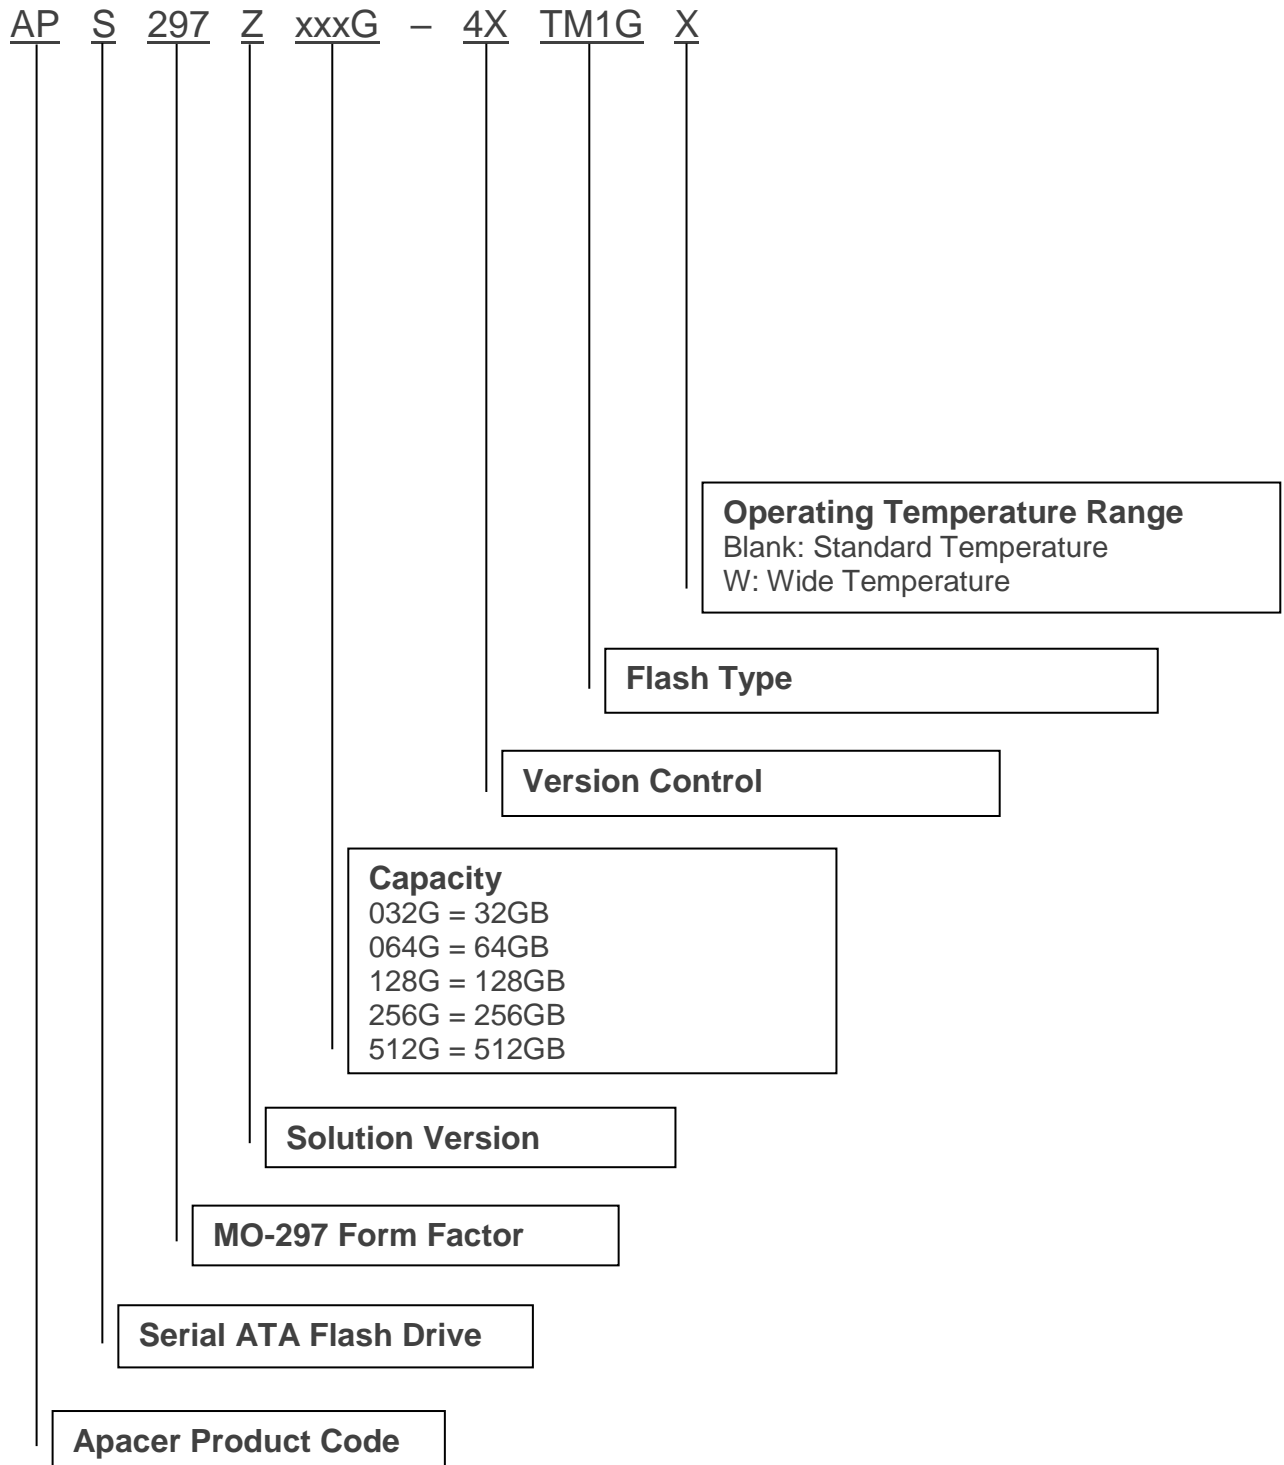 AP S 297 Z xxxG – 4X TM1G X
Operating Temperature Range
Blank: Standard Temperature
W: Wide Temperature
Flash Type
Version Control
Capacity
032G = 32GB
064G = 64GB
128G = 128GB
256G = 256GB
512G = 512GB
Solution Version
MO-297 Form Factor
Serial ATA Flash Drive
Apacer Product Code